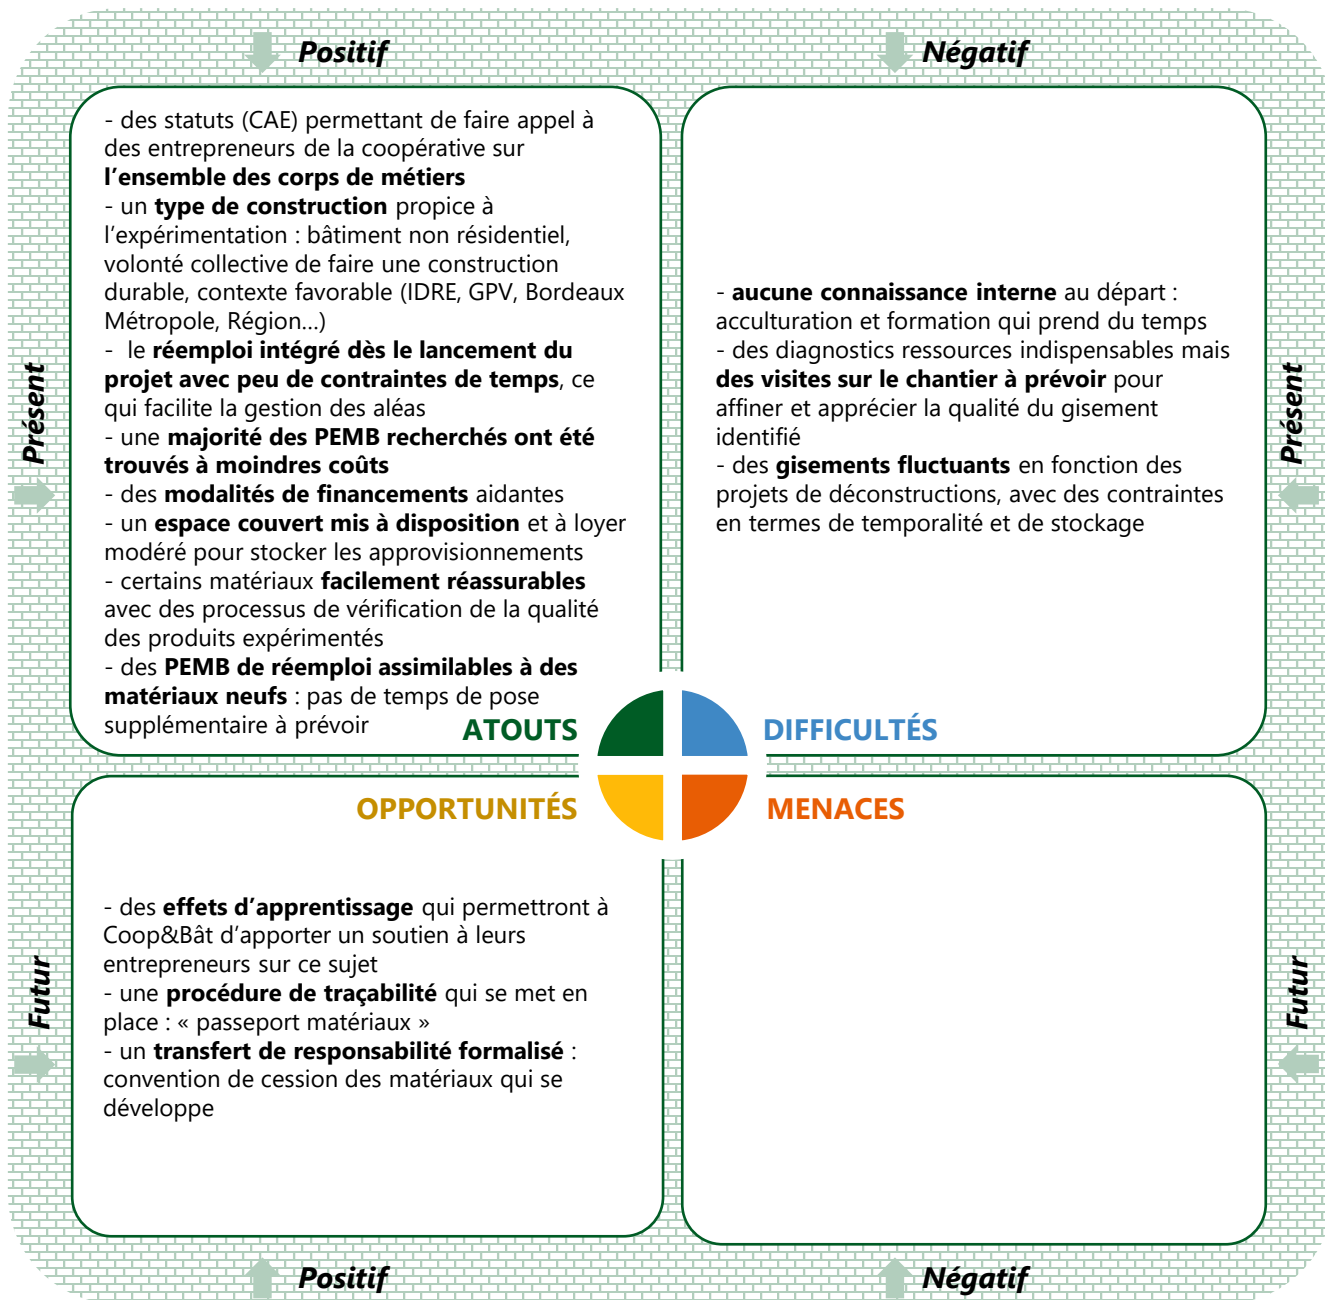 Positif
Négatif
- des statuts (CAE) permettant de faire appel à
des entrepreneurs de la coopérative sur
l’ensemble des corps de métiers
- un type de construction propice à
l’expérimentation : bâtiment non résidentiel,
volonté collective de faire une construction
durable, contexte favorable (IDRE, GPV, Bordeaux
Métropole, Région…)
- le réemploi intégré dès le lancement du
projet avec peu de contraintes de temps, ce
qui facilite la gestion des aléas
- une majorité des PEMB recherchés ont été
trouvés à moindres coûts
- des modalités de financements aidantes
- un espace couvert mis à disposition et à loyer
modéré pour stocker les approvisionnements
- certains matériaux facilement réassurables
avec des processus de vérification de la qualité
des produits expérimentés
- des PEMB de réemploi assimilables à des
matériaux neufs : pas de temps de pose
supplémentaire à prévoir
ATOUTS
Présent
- aucune connaissance interne au départ :
acculturation et formation qui prend du temps
- des diagnostics ressources indispensables mais
des visites sur le chantier à prévoir pour
affiner et apprécier la qualité du gisement
identifié
- des gisements fluctuants en fonction des
projets de déconstructions, avec des contraintes
en termes de temporalité et de stockage
DIFFICULTÉS
Présent
OPPORTUNITÉS
- des effets d’apprentissage qui permettront à
Coop&Bât d’apporter un soutien à leurs
entrepreneurs sur ce sujet
- une procédure de traçabilité qui se met en
place : « passeport matériaux »
- un transfert de responsabilité formalisé :
convention de cession des matériaux qui se
développe
Futur
MENACES
Futur
Positif
Négatif